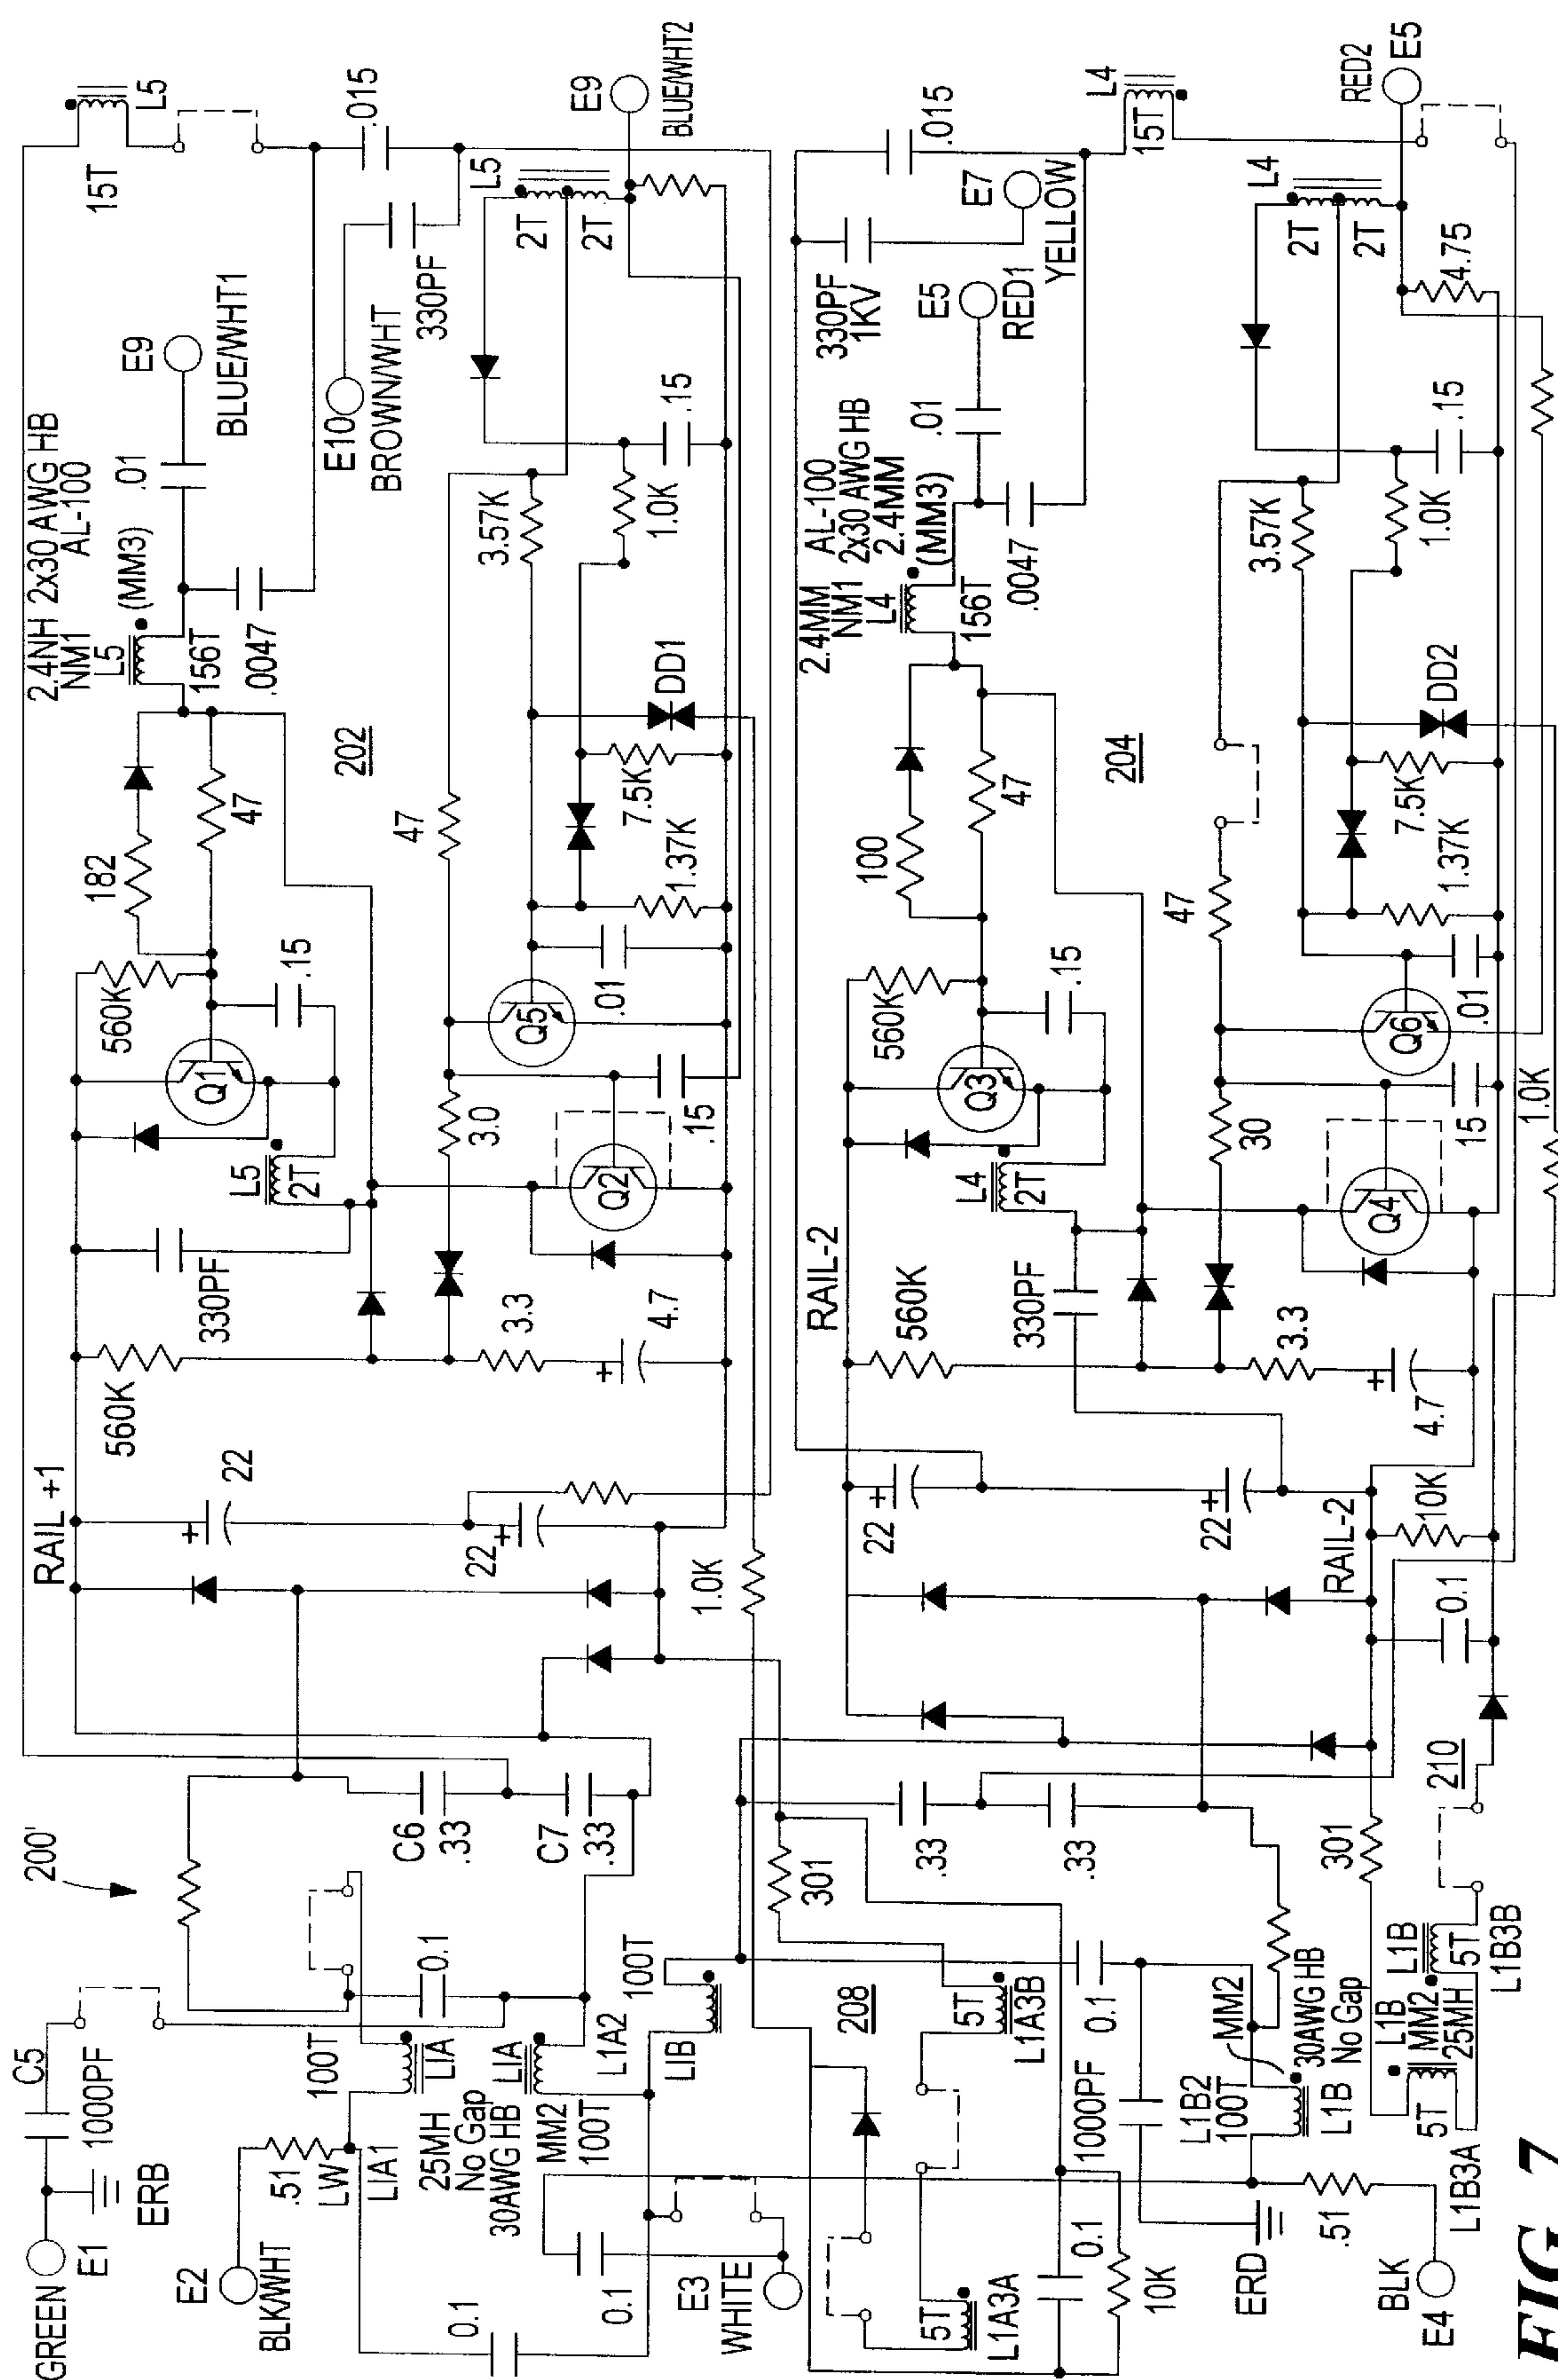 200'
GREEN
E1
C5
1000PF
ERB
E2
BLK/WHT
.51
LW1
LIA1
100T
LIA
25MH
No Gap
30AWG HB
MM2
100T
LIA
L1A2
0.1
0.1
0.1
E3
WHITE
LIB
100T
C6
.33
C7
.33
RAIL +1
22
22
560K
330PF
3.3
4.7
L5
2T
Q1
560K
.15
182
47
202
2.4NH 2x30 AWG HB
NM1 AL-100
L5 (MM3)
156T
.0047
.01
E9
BLUE/WHT1
15T
L5
.015
E10
BROWN/WHT
330PF
E9
BLUE/WHT2
L5
2T
2T
3.0
Q2
.15
Q5
.01
47
1.37K
7.5K
DD1
3.57K
1.0K
.15
1.0K
301
208
5T
L1A3B
5T
L1A3A
0.1
10K
1000PF
0.1
ERD
.51
BLK
E4
L1B2
100T
L1B
MM2
30AWG HB
No Gap
.33
.33
301
L1B
MM2
25MH
5T
L1B3A
L1B
5T
L1B3B
210
0.1
10K
RAIL-2
22
22
RAIL-2
560K
330PF
3.3
4.7
L4
2T
Q3
560K
.15
100
47
204
2.4MM AL-100
NM1 2x30 AWG HB
L4 2.4MM
(MM3)
156T
.0047
.01
E5
RED1
330PF
1KV
E7
YELLOW
.015
L4
15T
30
Q4
15
1.0K
Q6
.01
47
1.37K
7.5K
DD2
3.57K
1.0K
.15
L4
2T
2T
4.75
RED2
E5
FIG. 7